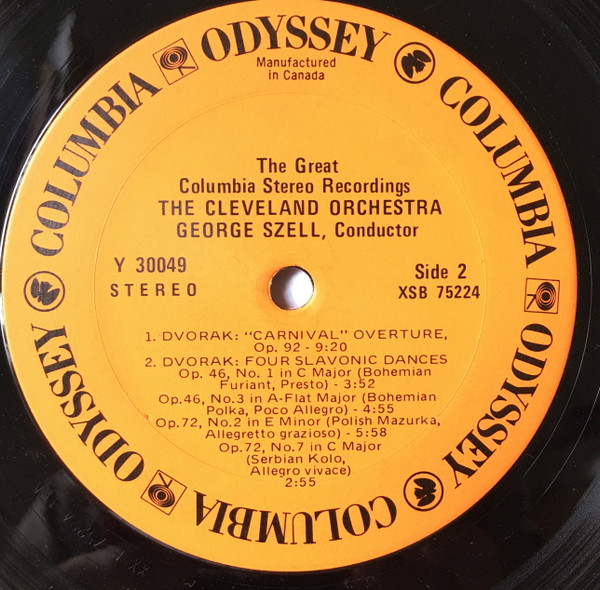 COLUMBIA ODYSSEY COLUMBIA ODYSSEY COLUMBIA ODYSSEY
Manufactured
in Canada
The Great
Columbia Stereo Recordings
THE CLEVELAND ORCHESTRA
GEORGE SZELL, Conductor
Y 30049
STEREO
Side 2
XSB 75224
1. DVORAK: "CARNIVAL" OVERTURE,
Op. 92 - 9:20
2. DVORAK: FOUR SLAVONIC DANCES
Op. 46, No. 1 in C Major (Bohemian
Furiant, Presto) - 3:52
Op.46, No.3 in A-Flat Major (Bohemian
Polka, Poco Allegro) - 4:55
Op.72, No.2 in E Minor (Polish Mazurka,
Allegretto grazioso) - 5:58
Op.72, No.7 in C Major
(Serbian Kolo,
Allegro vivace)
2:55